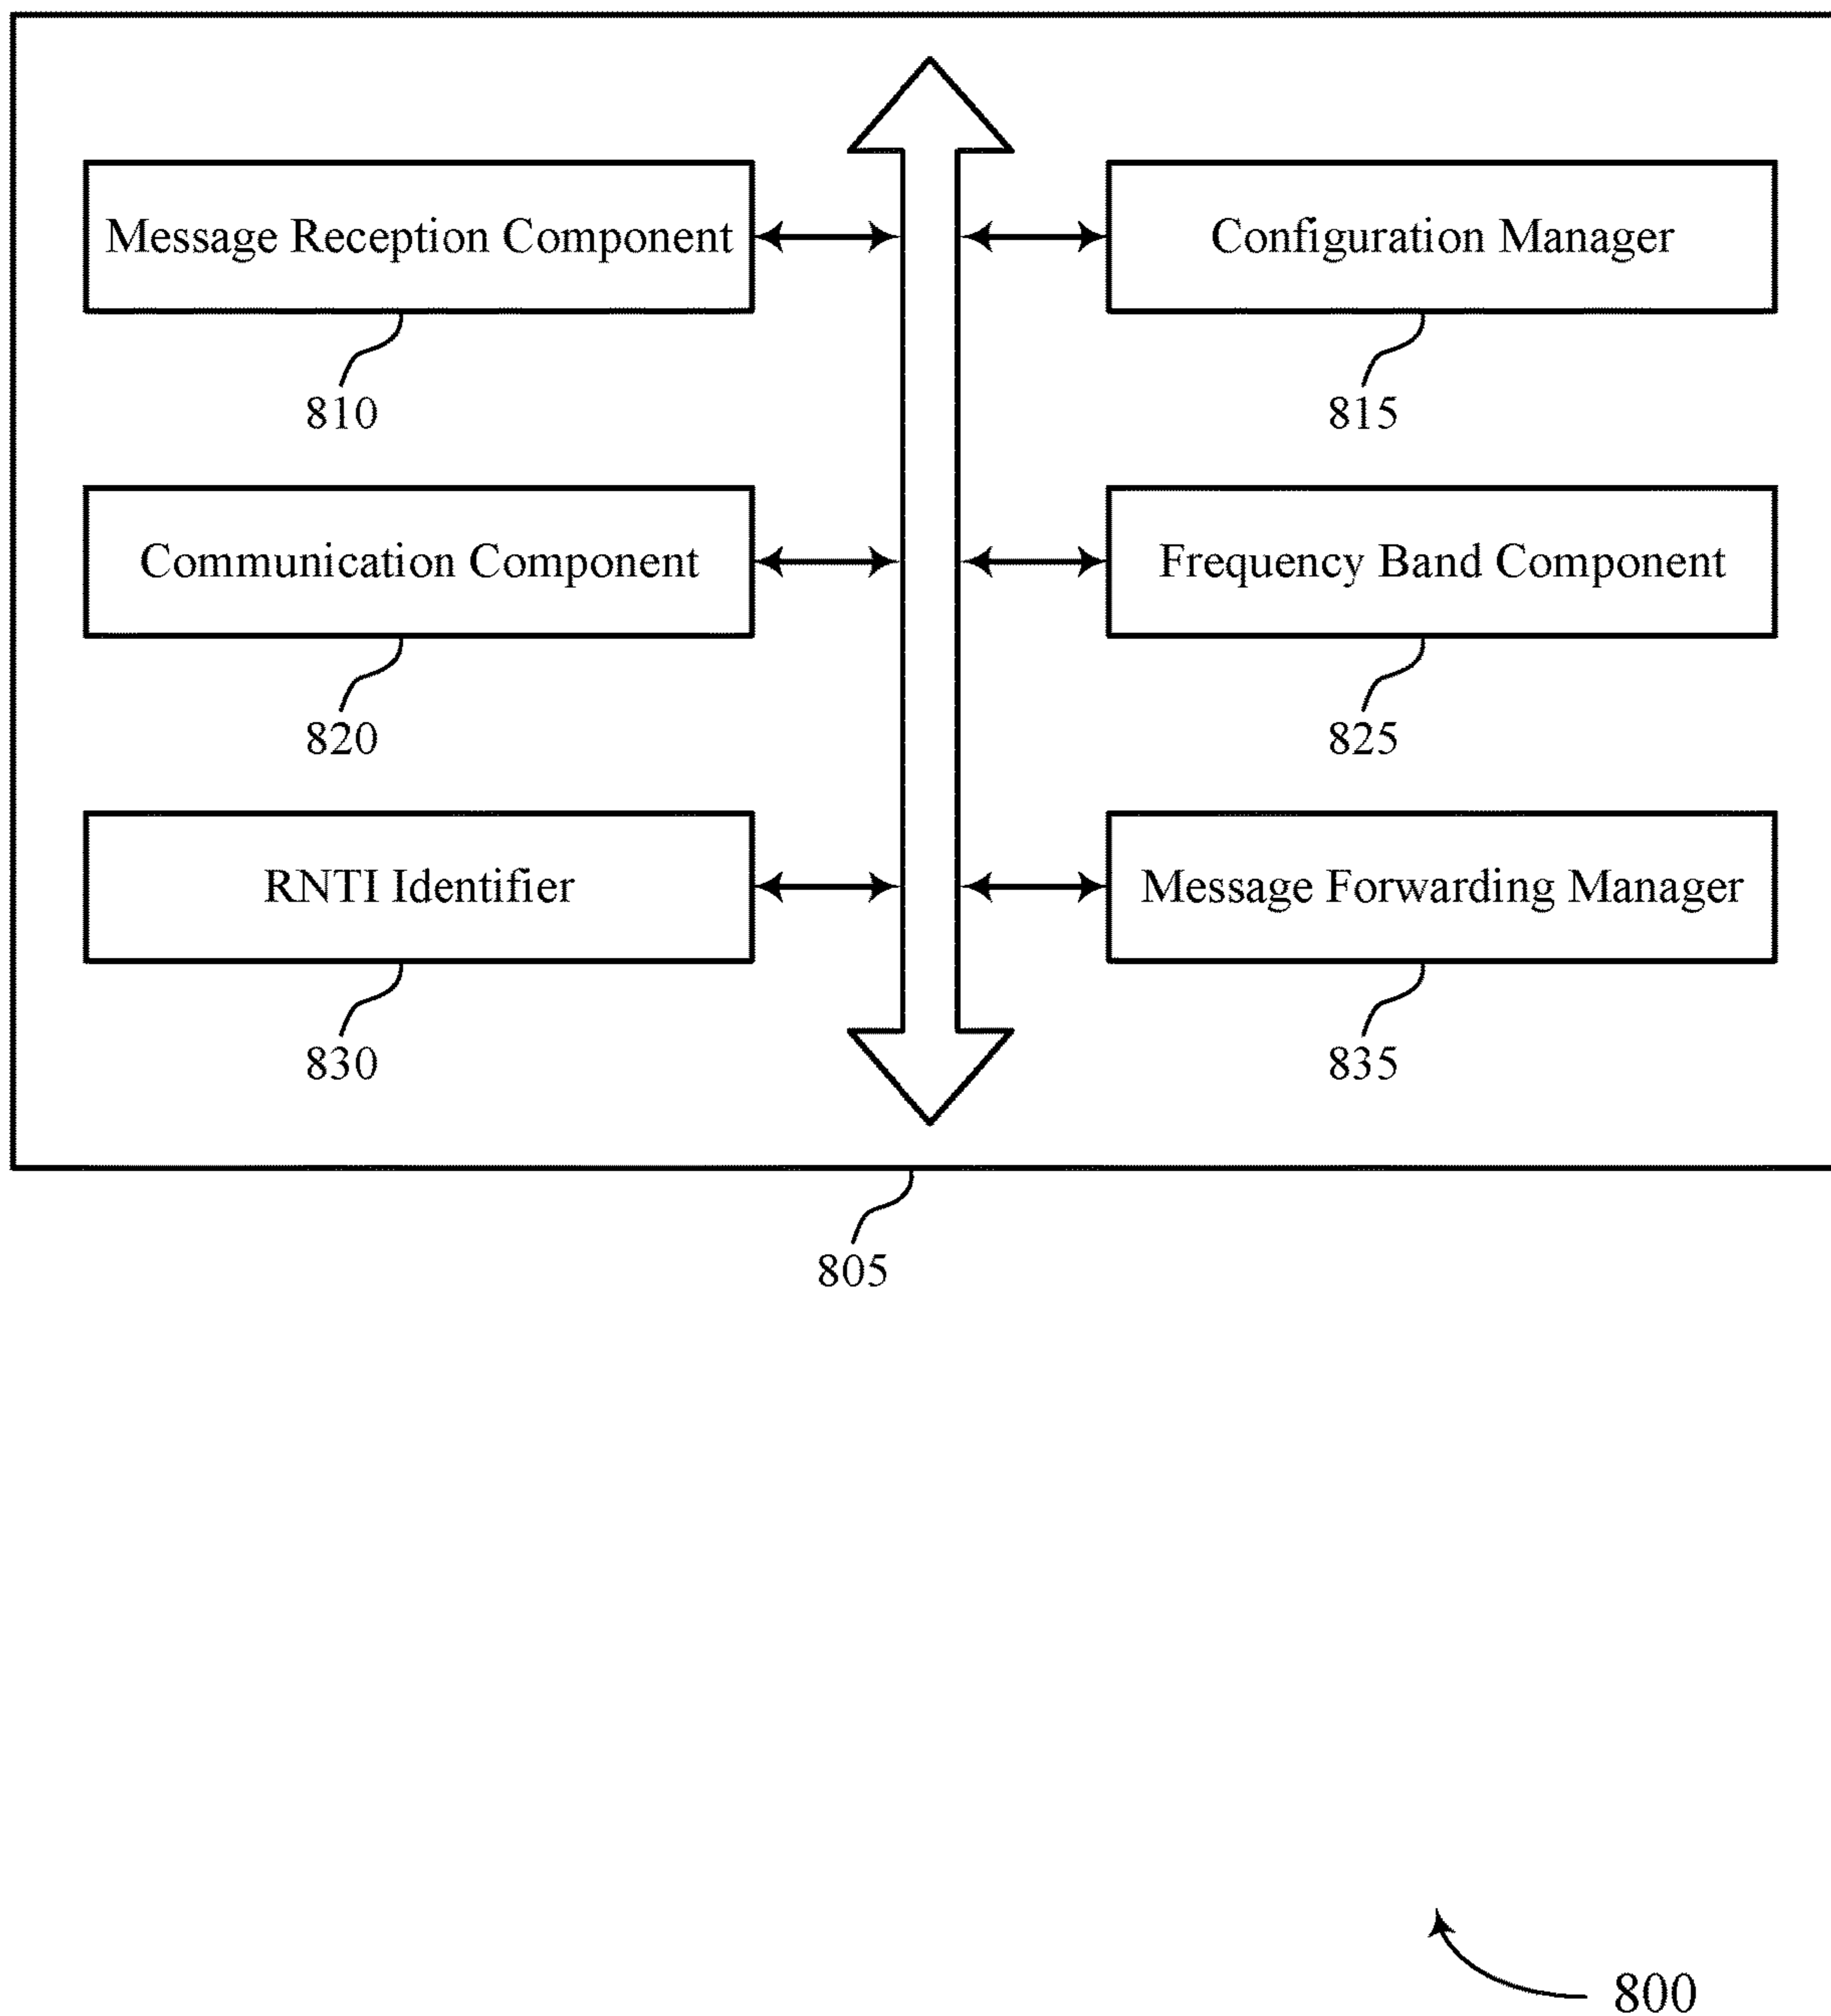 Message Reception Component
Configuration Manager
810
815
Communication Component
Frequency Band Component
820
825
RNTI Identifier
Message Forwarding Manager
830
835
805
800